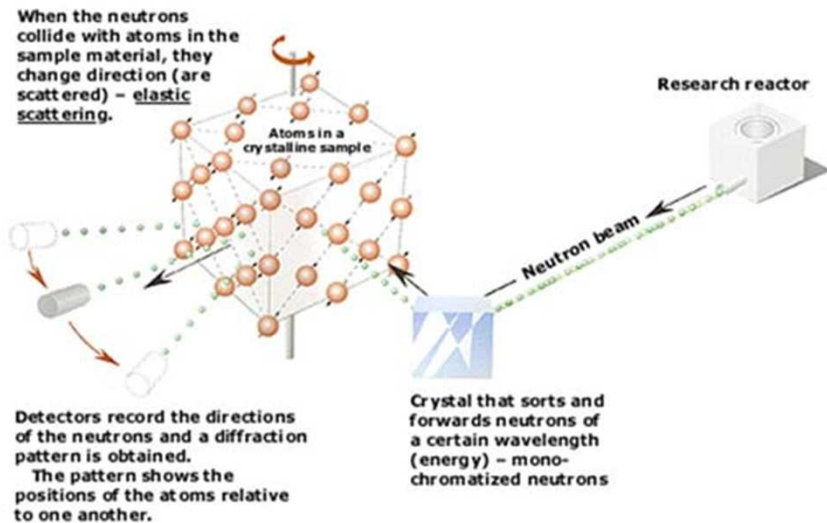 When the neutrons
collide with atoms in the
sample material, they
change direction (are
scattered) – elastic
scattering.
Atoms in a
crystalline sample
Research reactor
Neutron beam
Detectors record the directions
of the neutrons and a diffraction
pattern is obtained.
The pattern shows the
positions of the atoms relative
to one another.
Crystal that sorts and
forwards neutrons of
a certain wavelength
(energy) – mono-
chromatized neutrons